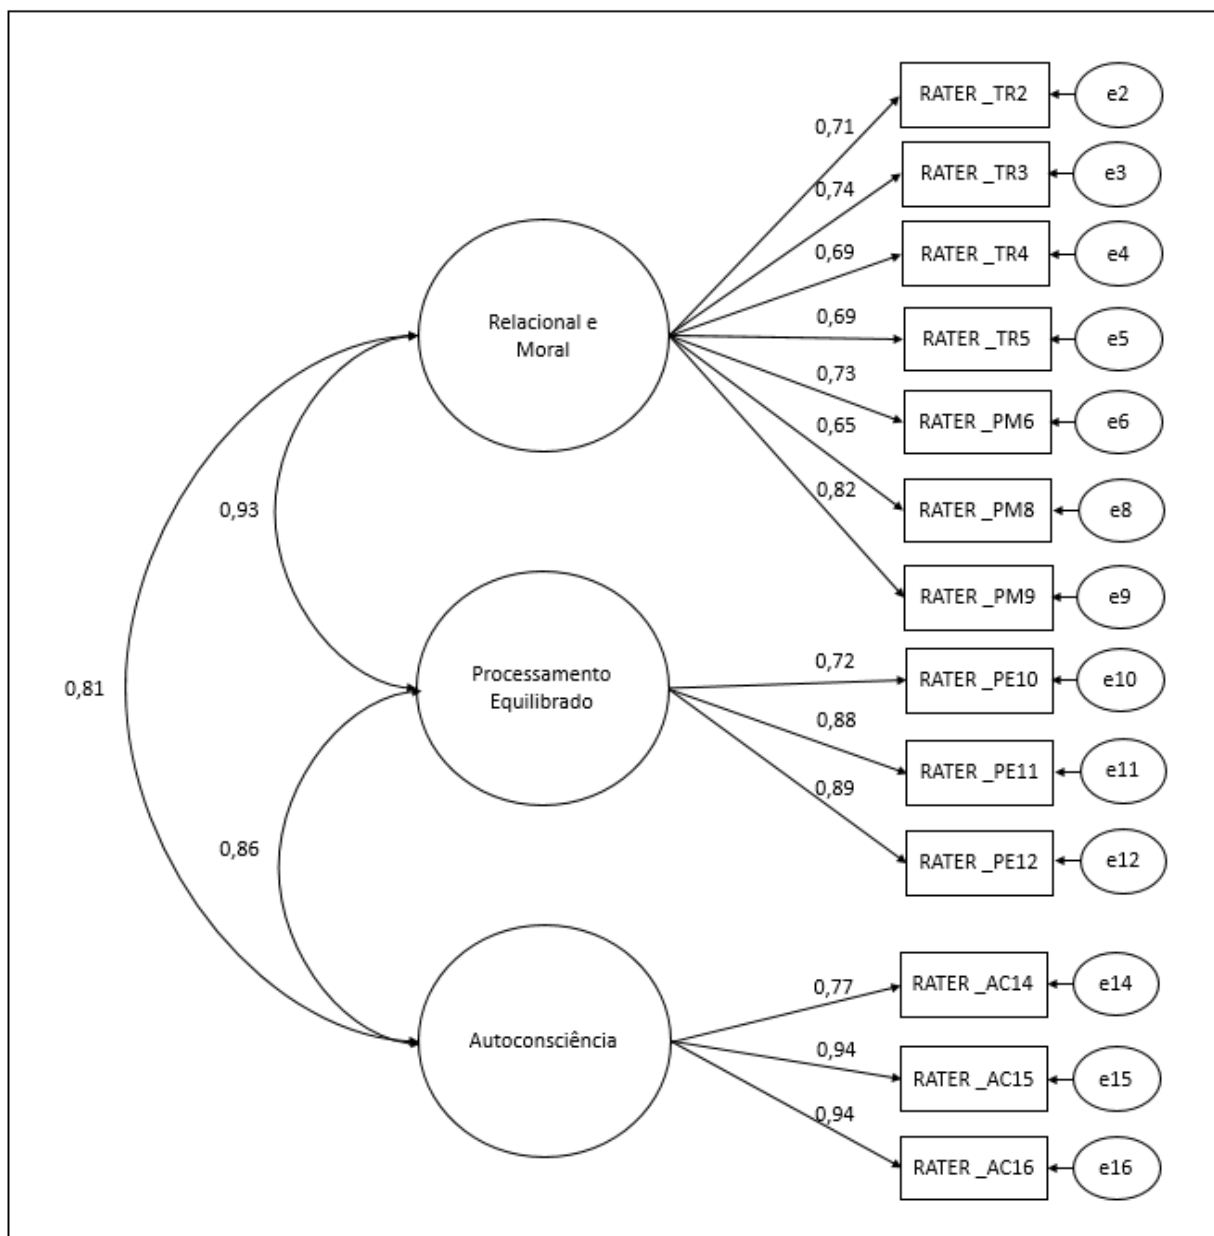 RATER _TR2
e2
0,71
RATER _TR3
e3
0,74
RATER _TR4
e4
0,69
Relacional e
Moral
0,69
RATER _TR5
e5
0,73
RATER _PM6
e6
0,65
0,82
RATER _PM8
e8
0,93
RATER _PM9
e9
0,72
RATER _PE10
e10
Processamento
Equilibrado
0,81
0,88
RATER _PE11
e11
0,89
0,86
RATER _PE12
e12
0,77
RATER _AC14
e14
Autoconsciência
0,94
RATER _AC15
e15
0,94
RATER _AC16
e16